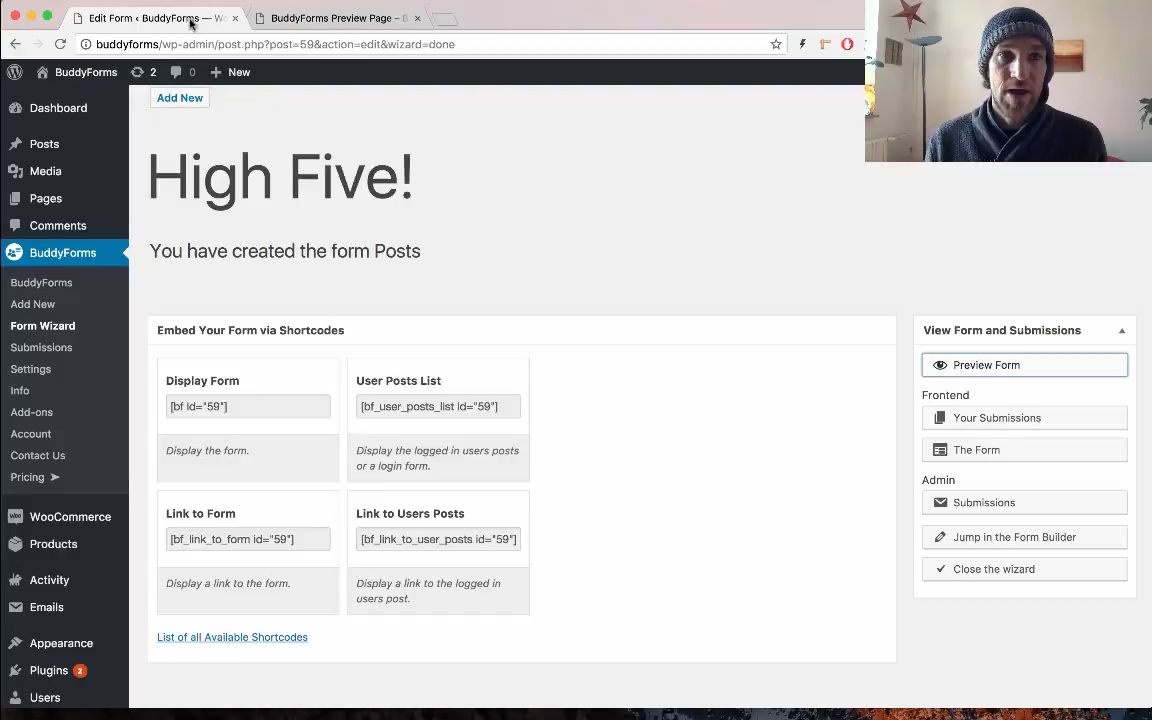 Edit Form ‹ BuddyForms — Wo
BuddyForms Preview Page – B
buddyforms/wp-admin/post.php?post=59&action=edit&wizard=done
BuddyForms
2
0
New
Dashboard
Posts
Media
Pages
Comments
BuddyForms
BuddyForms
Add New
Form Wizard
Submissions
Settings
Info
Add-ons
Account
Contact Us
Pricing ➤
WooCommerce
Products
Activity
Emails
Appearance
Plugins 2
Users
Add New
High Five!
You have created the form Posts
Embed Your Form via Shortcodes
Display Form
[bf id="59"]
Display the form.
User Posts List
[bf_user_posts_list id="59"]
Display the logged in users posts
or a login form.
Link to Form
[bf_link_to_form id="59"]
Display a link to the form.
Link to Users Posts
[bf_link_to_user_posts id="59"]
Display a link to the logged in
users post.
List of all Available Shortcodes
View Form and Submissions
Preview Form
Frontend
Your Submissions
The Form
Admin
Submissions
Jump in the Form Builder
Close the wizard